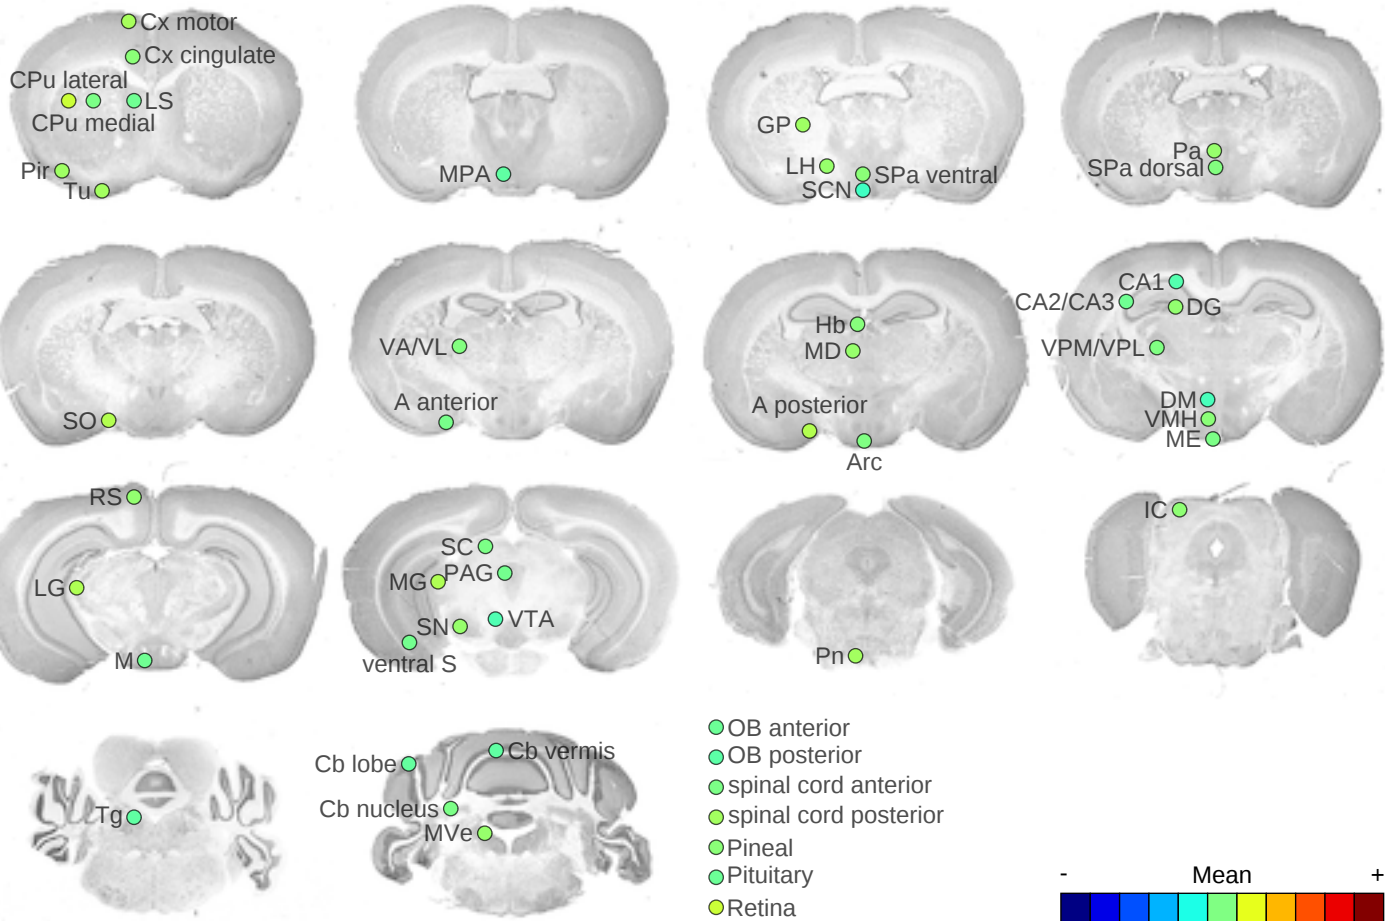 Cx motor
Cx cingulate
CPu lateral
LS
CPu medial
Pir
Tu
MPA
GP
LH
SPa ventral
SCN
Pa
SPa dorsal
SO
VA/VL
A anterior
Hb
MD
A posterior
Arc
CA1
CA2/CA3
DG
VPM/VPL
DM
VMH
ME
RS
LG
M
SC
PAG
MG
VTA
SN
ventral S
Pn
IC
Tg
Cb vermis
Cb lobe
Cb nucleus
MVe
OB anterior
OB posterior
spinal cord anterior
spinal cord posterior
Pineal
Pituitary
Retina
- Mean +